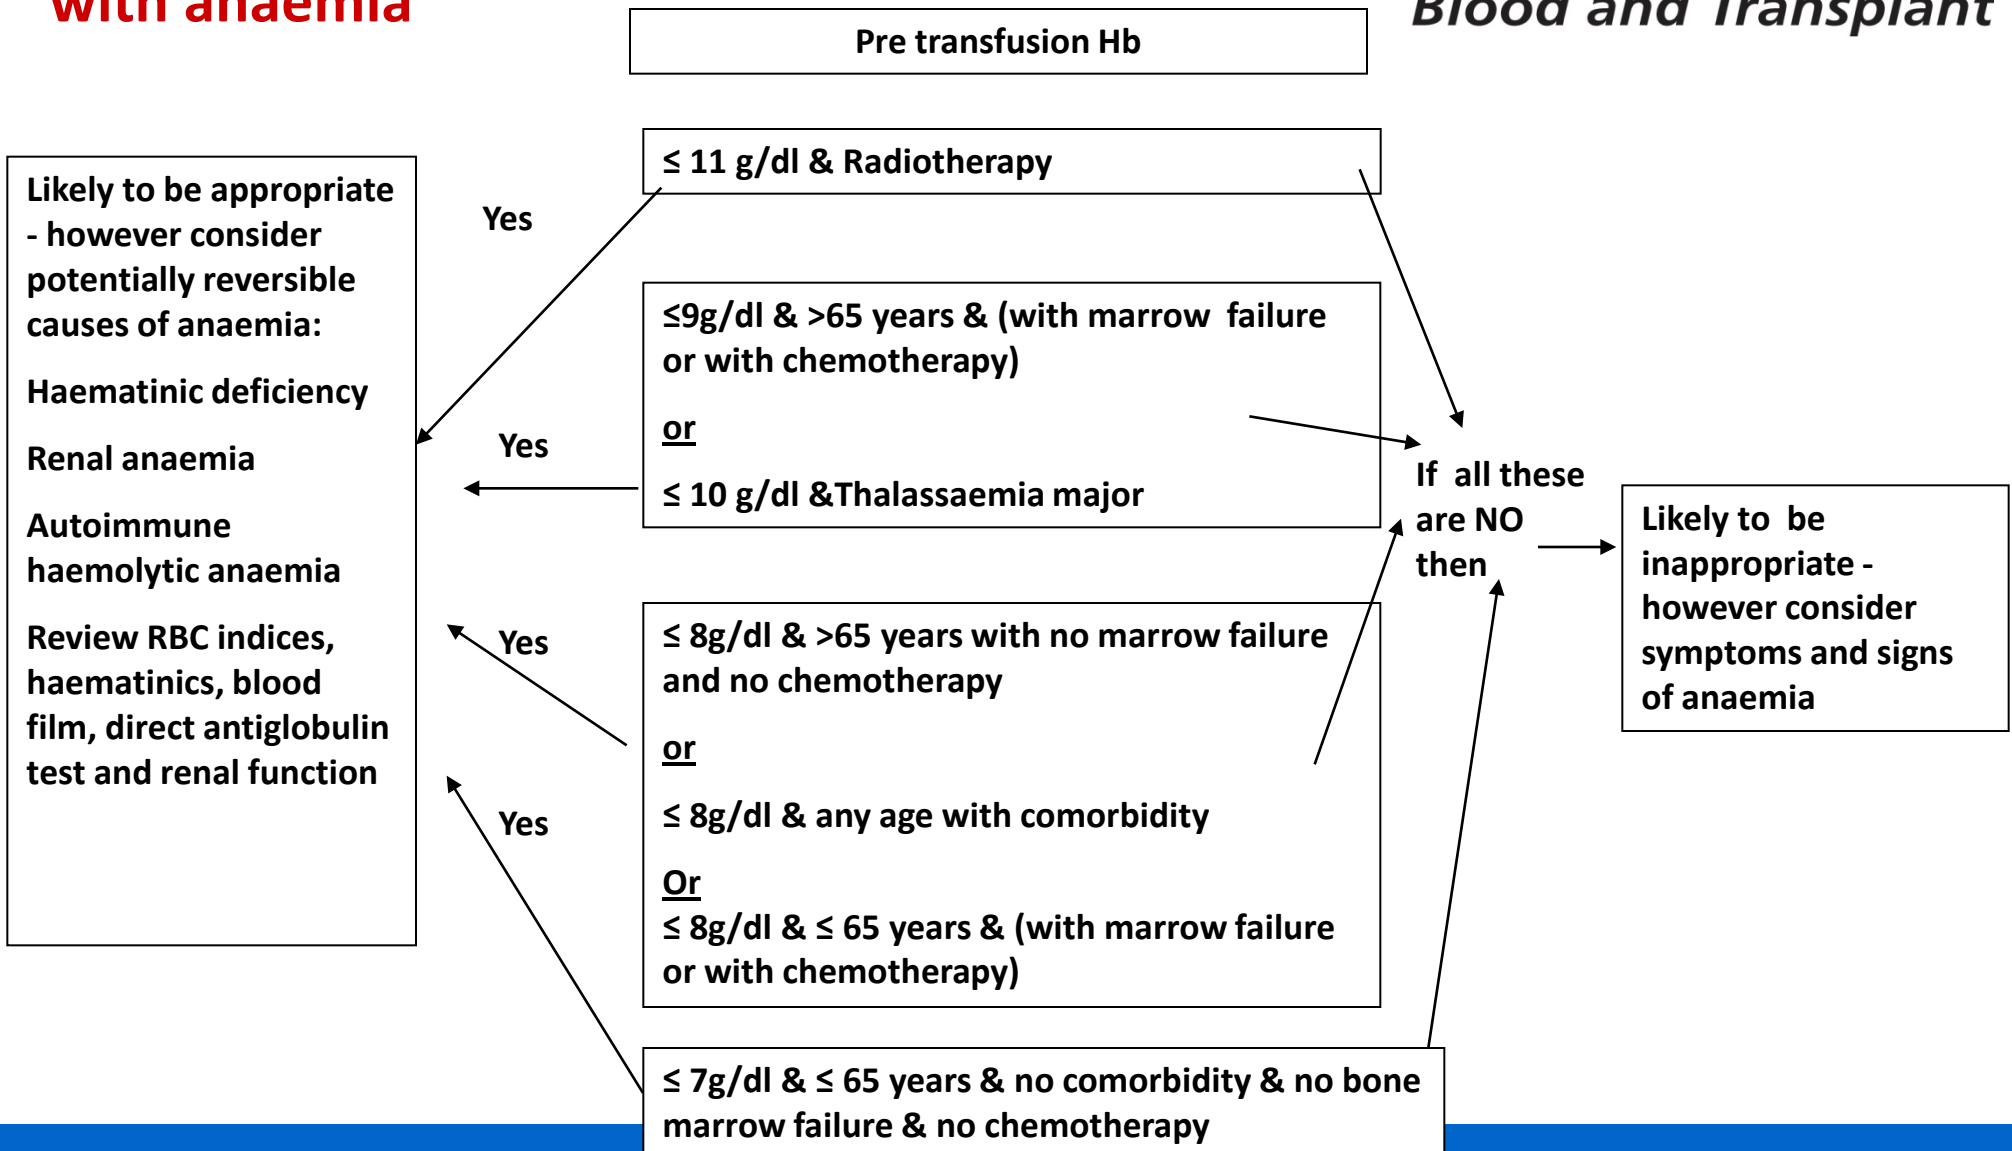 with anaemia
Blood and Transplant
Pre transfusion Hb
Likely to be appropriate
- however consider
potentially reversible
causes of anaemia:
Haematinic deficiency
Renal anaemia
Autoimmune
haemolytic anaemia
Review RBC indices,
haematinics, blood
film, direct antiglobulin
test and renal function
Yes
Yes
Yes
Yes
≤ 11 g/dl & Radiotherapy
≤9g/dl & >65 years & (with marrow  failure
or with chemotherapy)
or
≤ 10 g/dl &Thalassaemia major
≤ 8g/dl & >65 years with no marrow failure
and no chemotherapy
or
≤ 8g/dl & any age with comorbidity
Or
≤ 8g/dl & ≤ 65 years & (with marrow failure
or with chemotherapy)
≤ 7g/dl & ≤ 65 years & no comorbidity & no bone
marrow failure & no chemotherapy
If  all these
are NO
then
Likely to  be
inappropriate -
however consider
symptoms and signs
of anaemia